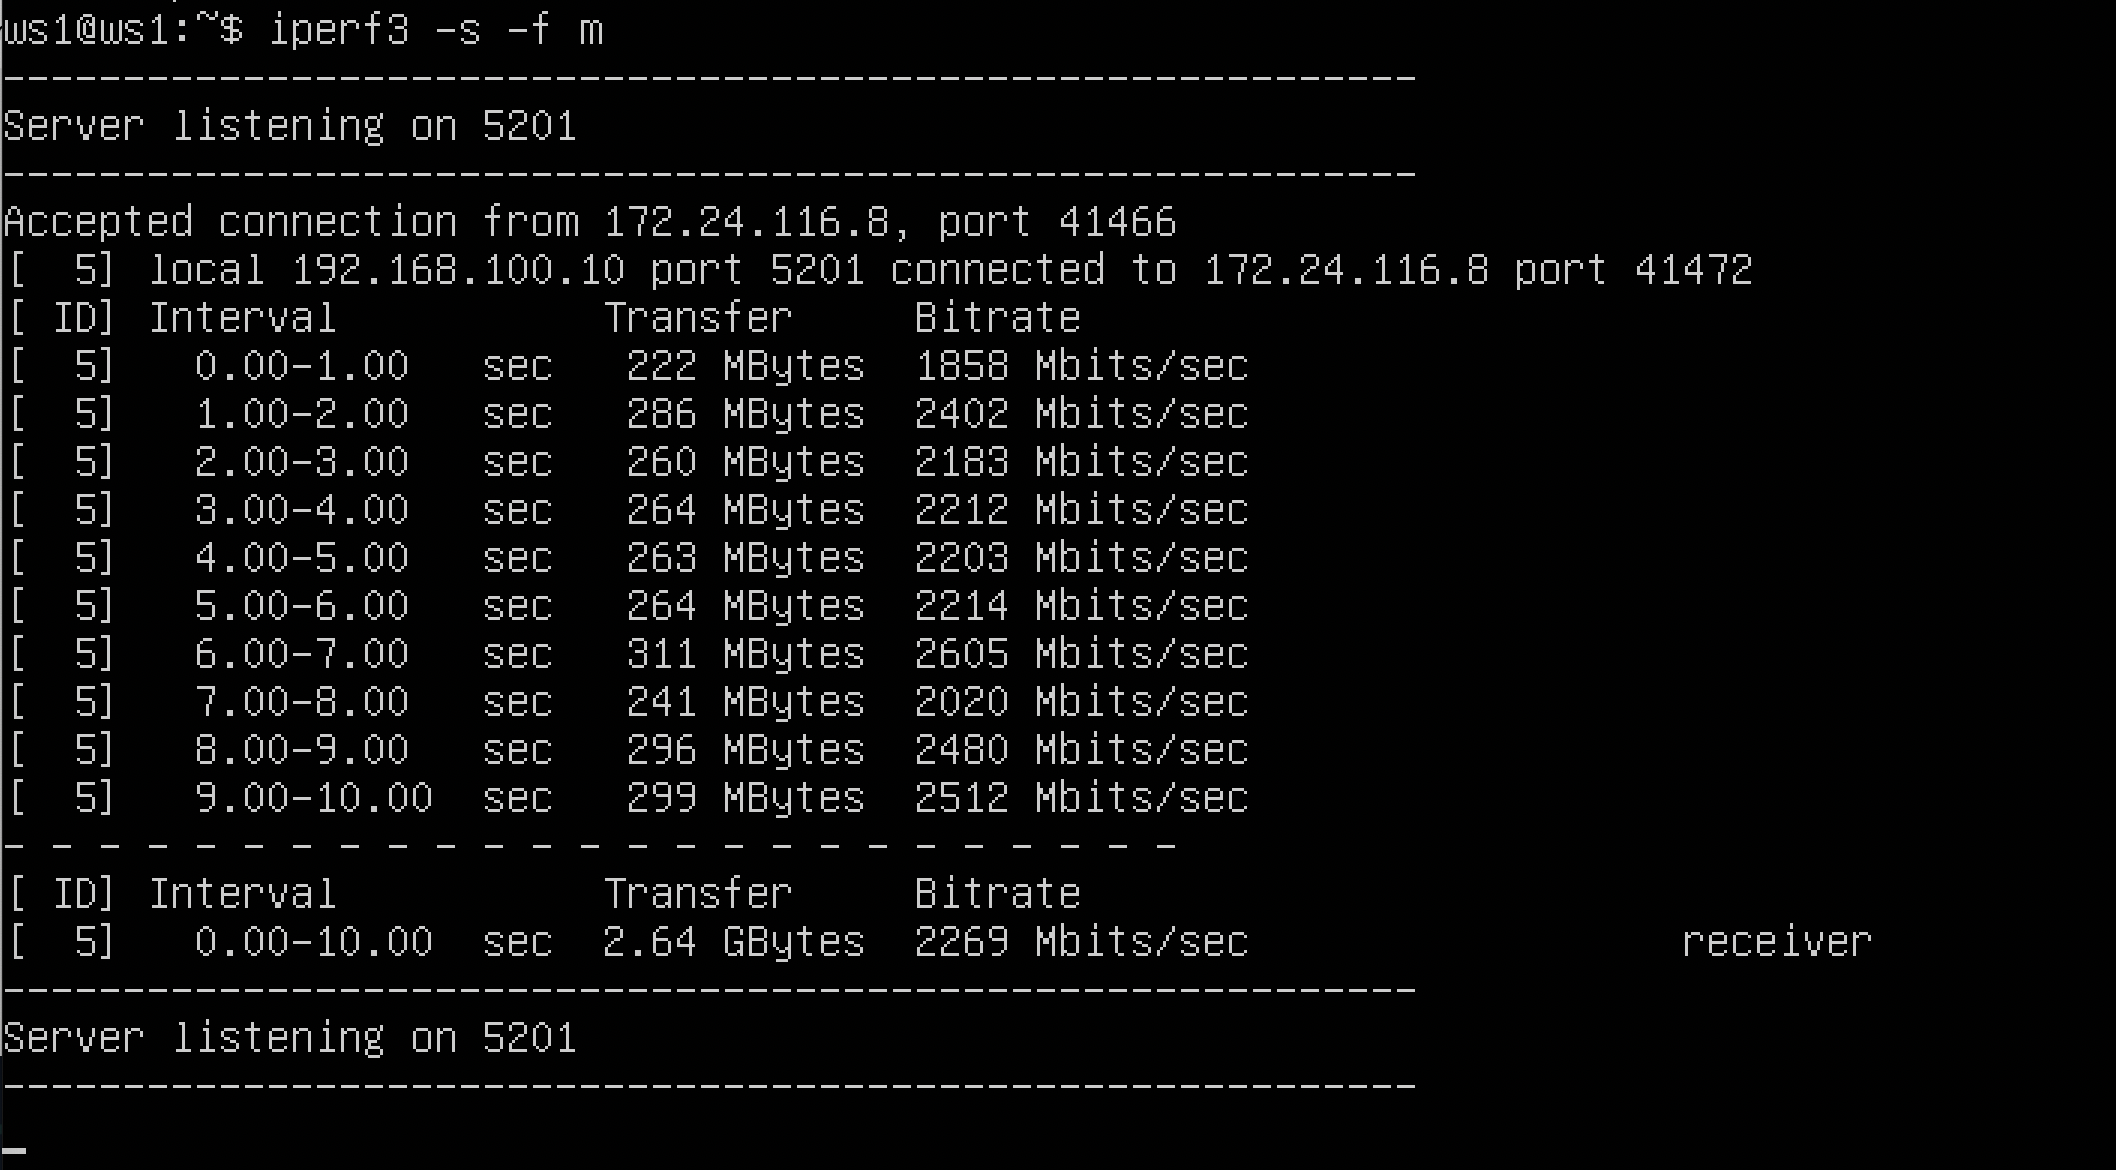 ws1@ws1:~$ iperf3 -s -f m
-----------------------------------------------------------
Server listening on 5201
-----------------------------------------------------------
Accepted connection from 172.24.116.8, port 41466
[  5] local 192.168.100.10 port 5201 connected to 172.24.116.8 port 41472
[ ID] Interval           Transfer     Bitrate
[  5]   0.00-1.00   sec   222 MBytes  1858 Mbits/sec
[  5]   1.00-2.00   sec   286 MBytes  2402 Mbits/sec
[  5]   2.00-3.00   sec   260 MBytes  2183 Mbits/sec
[  5]   3.00-4.00   sec   264 MBytes  2212 Mbits/sec
[  5]   4.00-5.00   sec   263 MBytes  2203 Mbits/sec
[  5]   5.00-6.00   sec   264 MBytes  2214 Mbits/sec
[  5]   6.00-7.00   sec   311 MBytes  2605 Mbits/sec
[  5]   7.00-8.00   sec   241 MBytes  2020 Mbits/sec
[  5]   8.00-9.00   sec   296 MBytes  2480 Mbits/sec
[  5]   9.00-10.00  sec   299 MBytes  2512 Mbits/sec
- - - - - - - - - - - - - - - - - - - - - - - - -
[ ID] Interval           Transfer     Bitrate
[  5]   0.00-10.00  sec  2.64 GBytes  2269 Mbits/sec                  receiver
-----------------------------------------------------------
Server listening on 5201
-----------------------------------------------------------